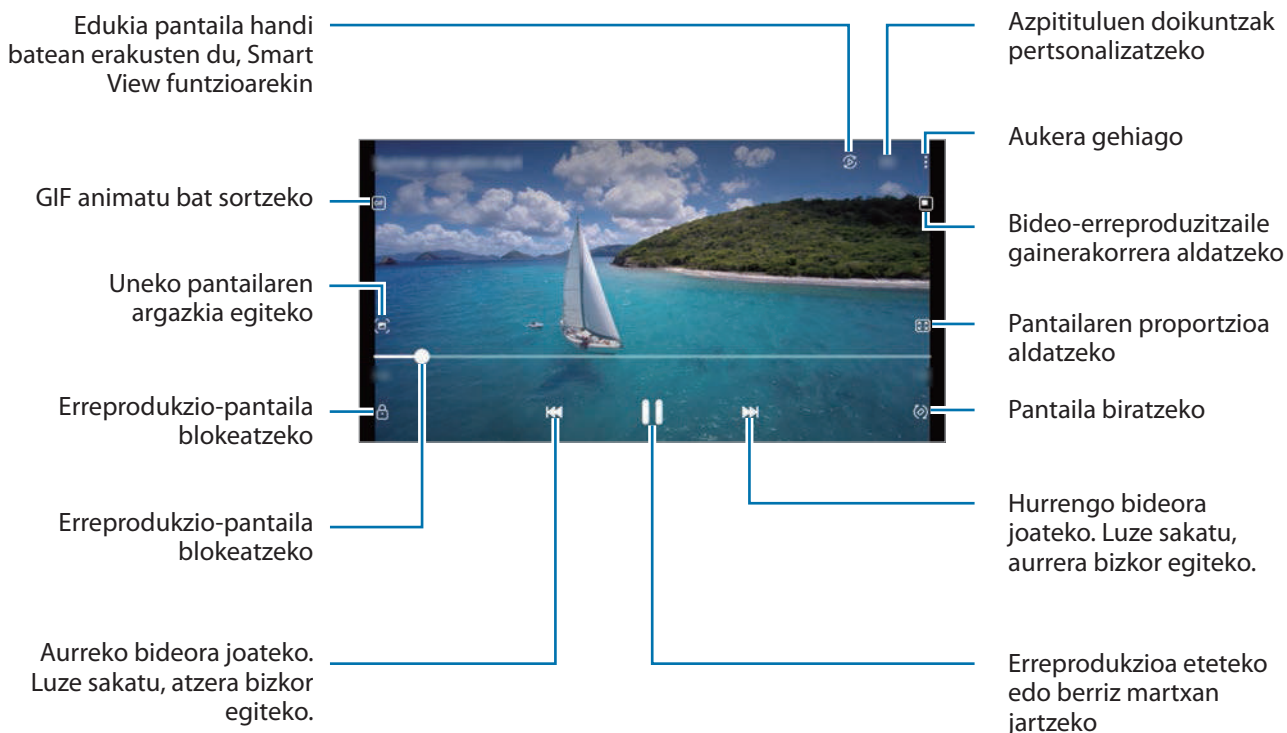 Edukia pantaila handi
batean erakusten du, Smart
View funtzioarekin
GIF animatu bat sortzeko
Uneko pantailaren
argazkia egiteko
Erreprodukzio-pantaila
blokeatzeko
Erreprodukzio-pantaila
blokeatzeko
Aurreko bideora joateko.
Luze sakatu, atzera bizkor
egiteko.
Azpitituluen doikuntzak
pertsonalizatzeko
Aukera gehiago
Bideo-erreproduzitzaile
gainerakorrera aldatzeko
Pantailaren proportzioa
aldatzeko
Pantaila biratzeko
Hurrengo bideora
joateko. Luze sakatu,
aurrera bizkor egiteko.
Erreprodukzioa eteteko
edo berriz martxan
jartzeko
GIF